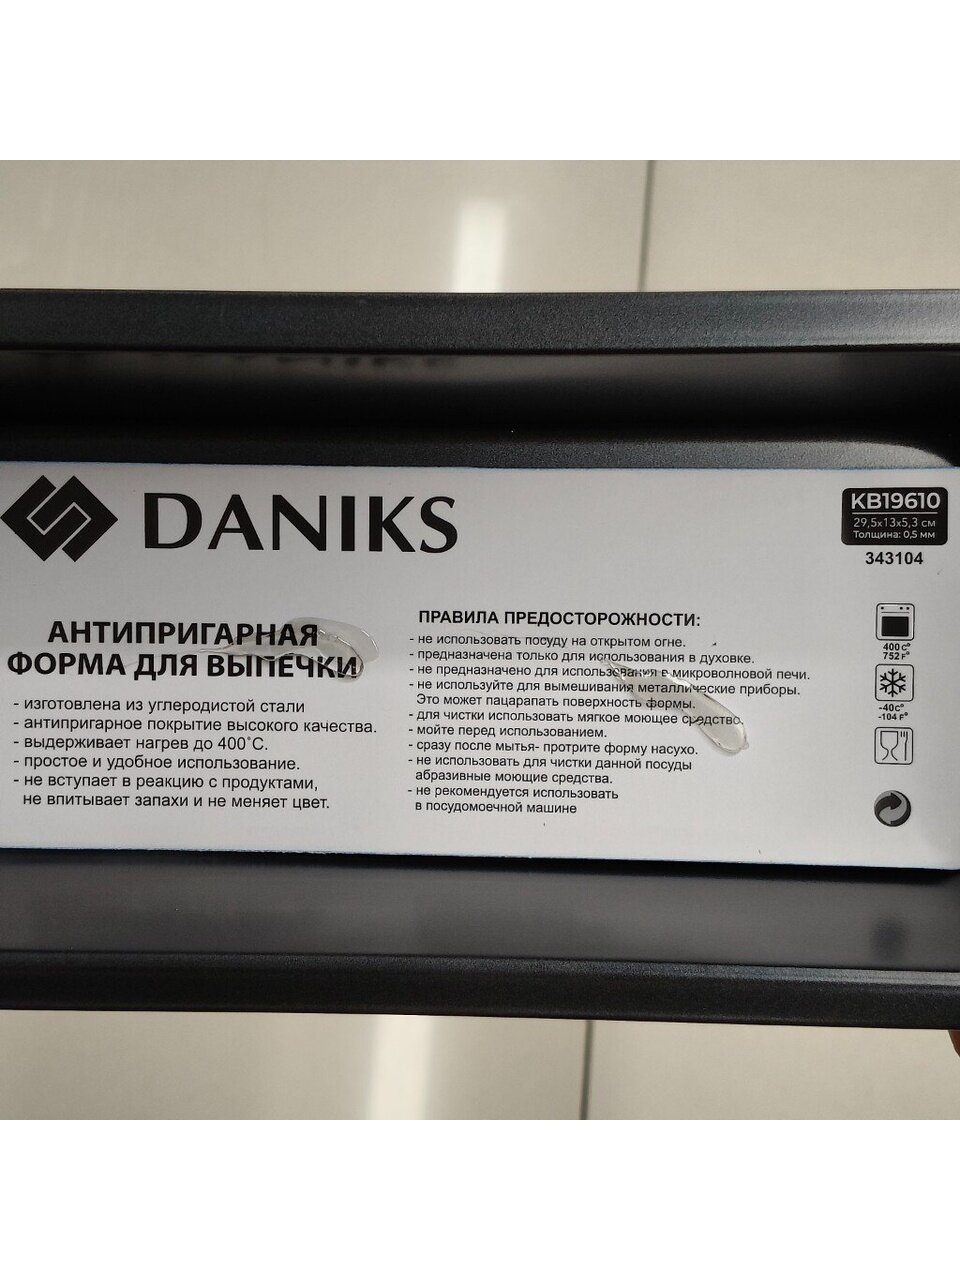 DANIKS
KB19610
29,5x13x5,3 см
Толщина: 0,5 мм
343104
АНТИПРИГАРНАЯ
ФОРМА ДЛЯ ВЫПЕЧКИ
- изготовлена из углеродистой стали
- антипригарное покрытие высокого качества.
- выдерживает нагрев до 400˚С.
- простое и удобное использование.
- не вступает в реакцию с продуктами,
не впитывает запахи и не меняет цвет.
ПРАВИЛА ПРЕДОСТОРОЖНОСТИ:
- не использовать посуду на открытом огне.
- предназначена только для использования в духовке.
- не предназначено для использования в микроволновой печи.
- не используйте для вымешивания металлические приборы.
Это может пацарапать поверхность формы.
- для чистки использовать мягкое моющее средство.
- мойте перед использованием.
- сразу после мытья- протрите форму насухо.
- не использовать для чистки данной посуды
абразивные моющие средства.
- не рекомендуется использовать
в посудомоечной машине
400 C°
752 F°
-40C°
-104 F°